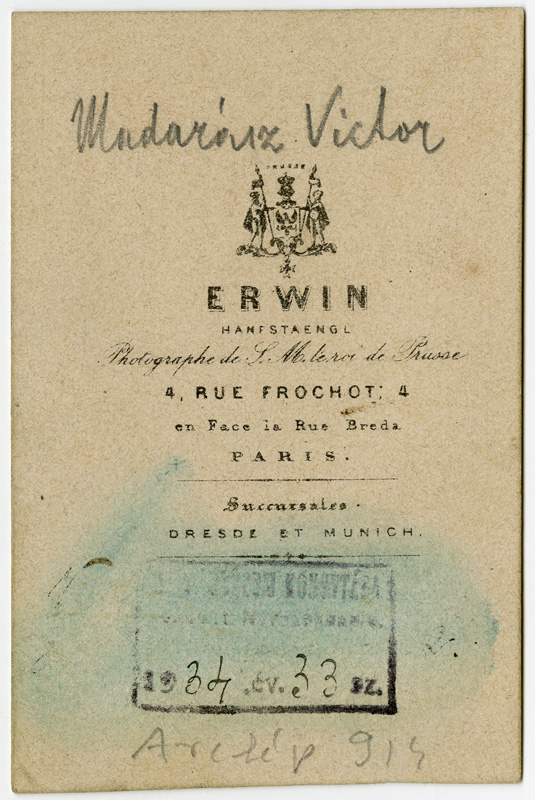 Madarász Victor
PRUSSE
ERWIN
HANFSTAENGL
Photographe de S. M. le roi de Prusse
4, RUE FROCHOT, 4
en Face la Rue Breda
PARIS.
Succursales.
DRESDE ET MUNICH.
1934 .ÉV. 33 SZ.
Arckép 914